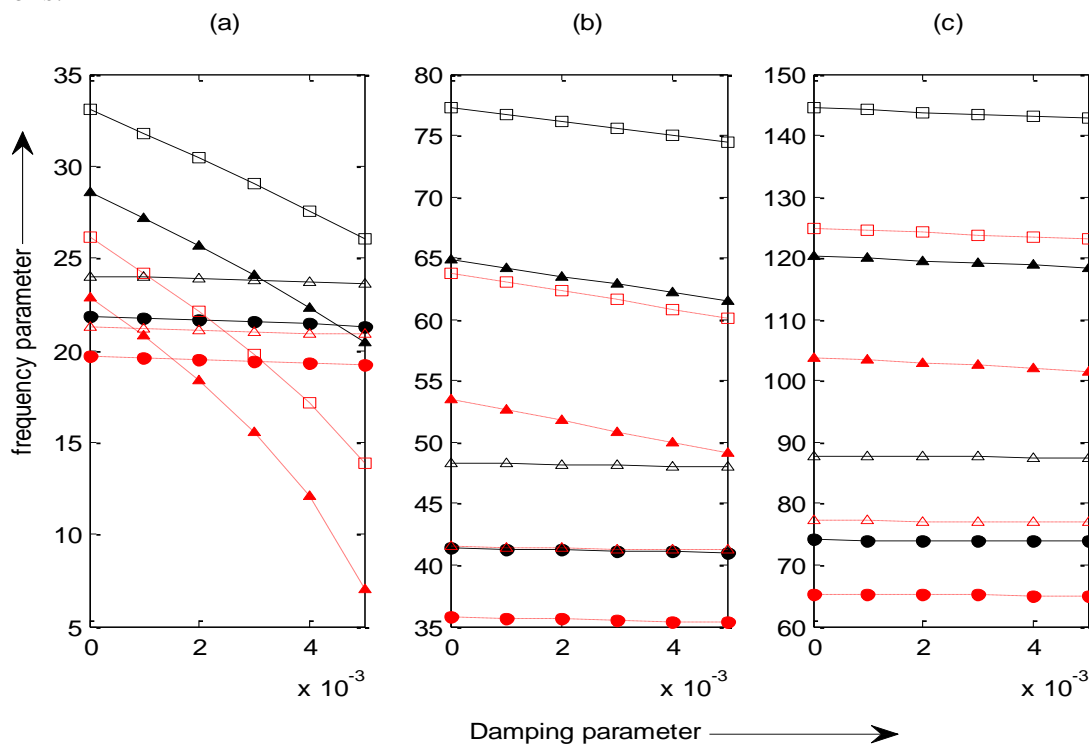 (a) (b) (c)
35 80 150
30 75 140
25 70 130
20 65 120
15 60 110
10 55 100
5 50 90
45 80
40 70
35 60
0 2 4 0 2 4 0 2 4
x 10-3 x 10-3 x 10-3
frequency parameter
Damping parameter